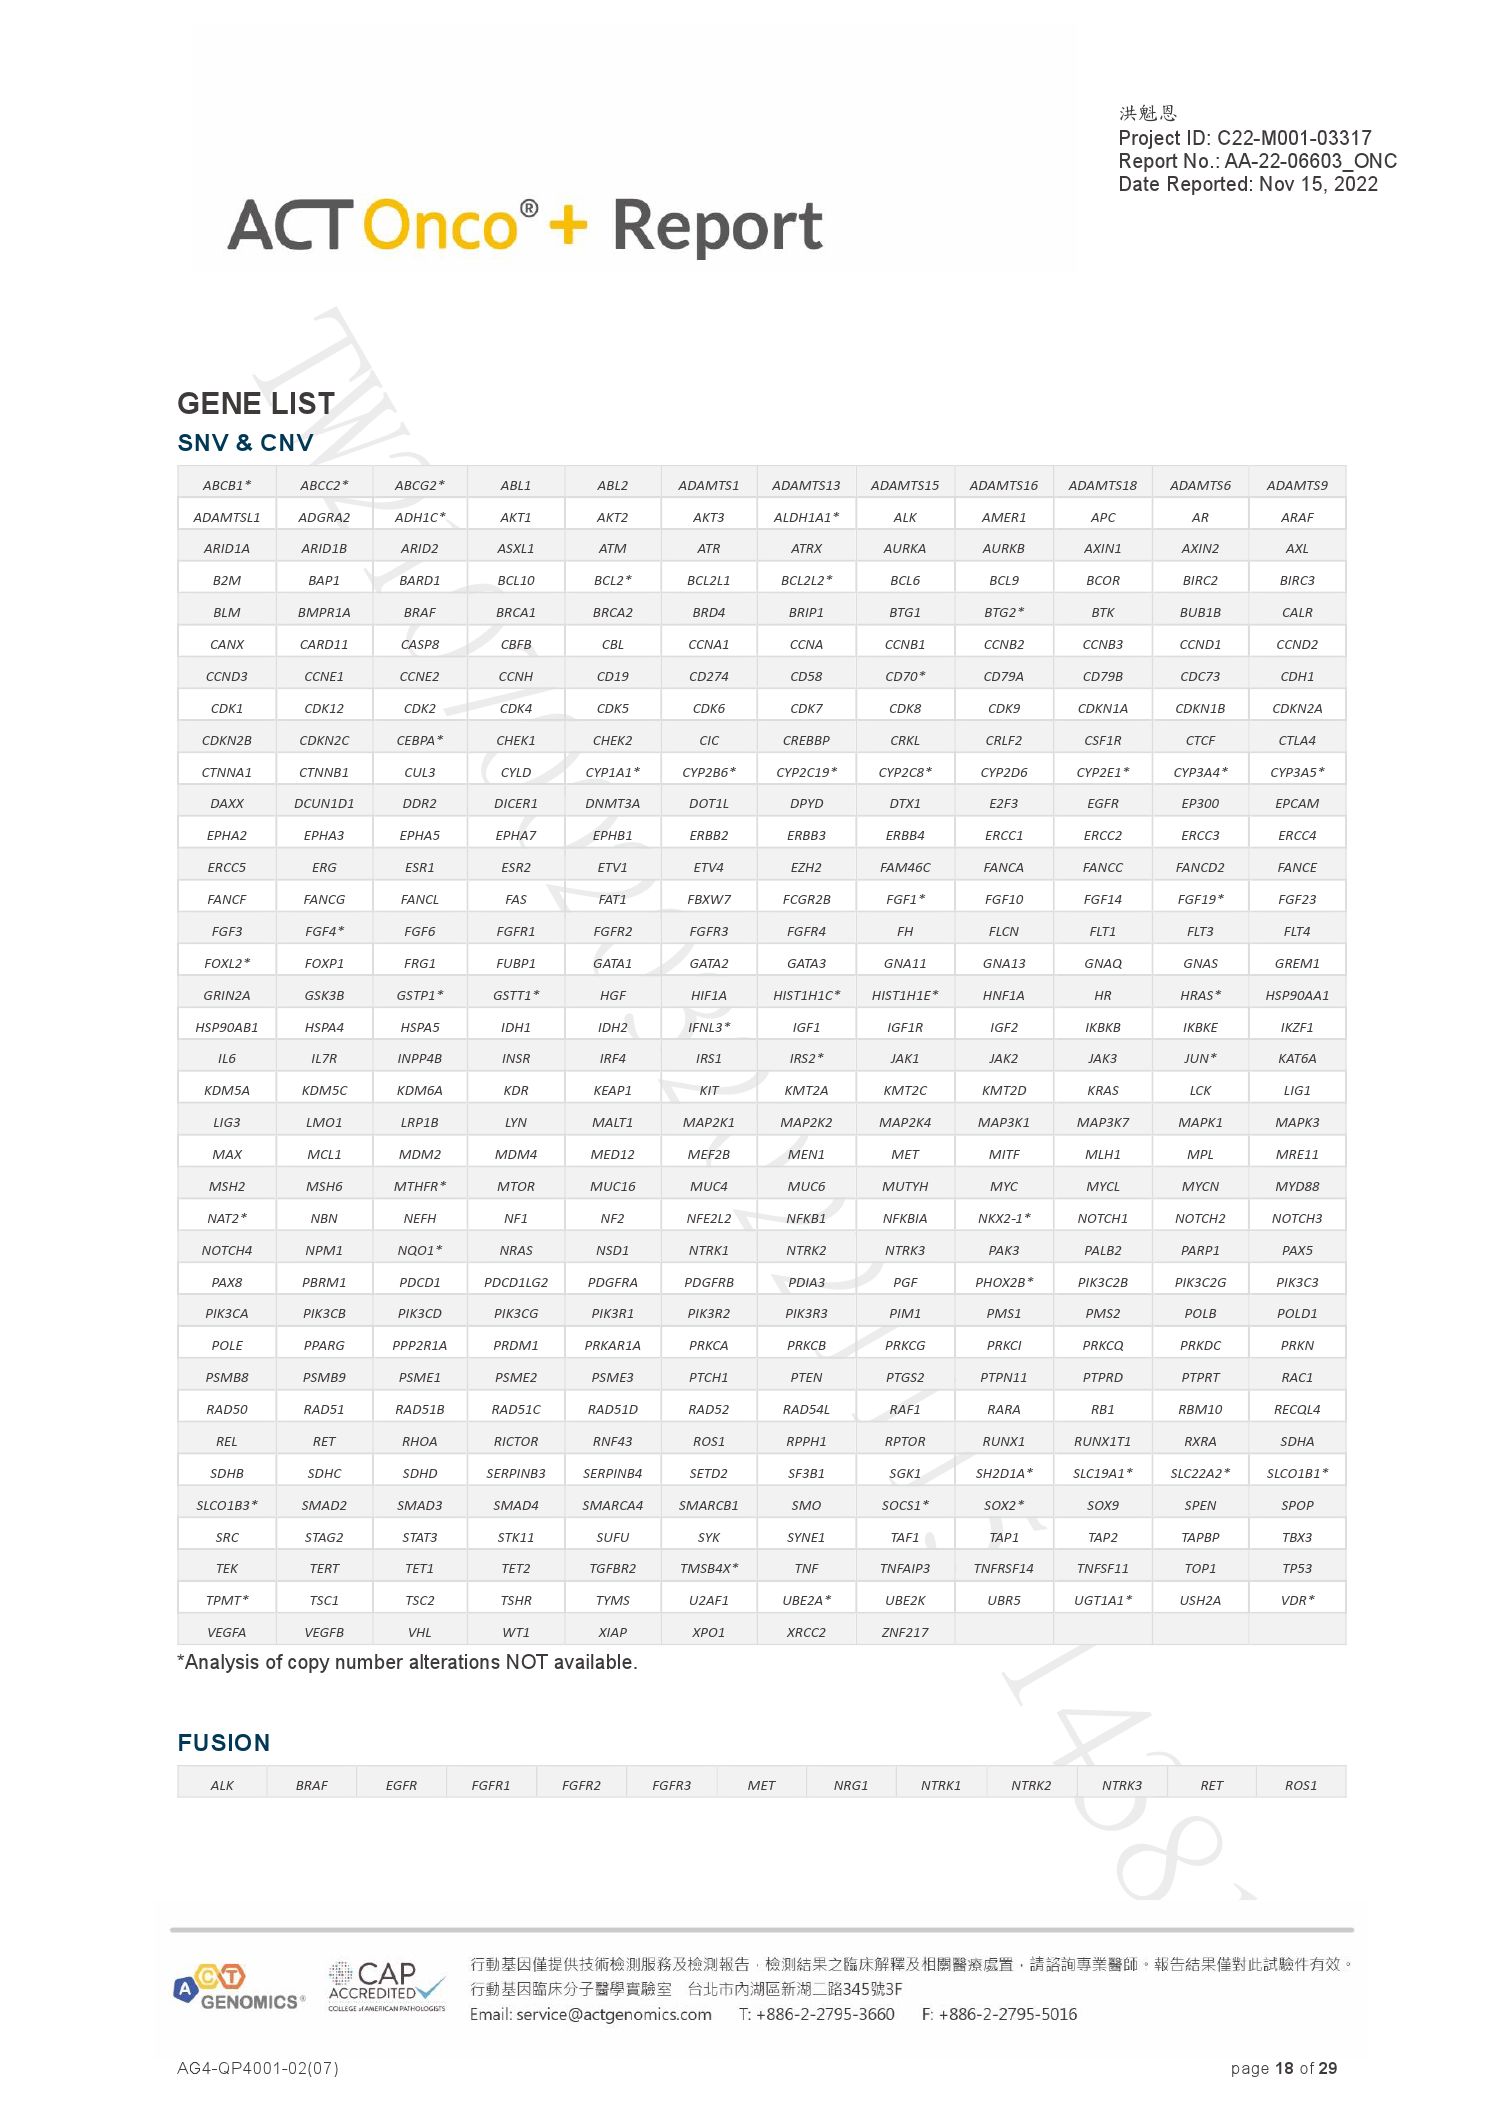 洪魁恩
Project ID: C22-M001-03317
Report No.: AA-22-06603_ONC
Date Reported: Nov 15, 2022
ACT Onco®+ Report
GENE LIST
SNV & CNV
ABCB1* ABCC2* ABCG2* ABL1 ABL2 ADAMTS1 ADAMTS13 ADAMTS15 ADAMTS16 ADAMTS18 ADAMTS6 ADAMTS9
ADAMTSL1 ADGRA2 ADH1C* AKT1 AKT2 AKT3 ALDH1A1* ALK AMER1 APC AR ARAF
ARID1A ARID1B ARID2 ASXL1 ATM ATR ATRX AURKA AURKB AXIN1 AXIN2 AXL
B2M BAP1 BARD1 BCL10 BCL2* BCL2L1 BCL2L2* BCL6 BCL9 BCOR BIRC2 BIRC3
BLM BMPR1A BRAF BRCA1 BRCA2 BRD4 BRIP1 BTG1 BTG2* BTK BUB1B CALR
CANX CARD11 CASP8 CBFB CBL CCNA1 CCNA CCNB1 CCNB2 CCNB3 CCND1 CCND2
CCND3 CCNE1 CCNE2 CCNH CD19 CD274 CD58 CD70* CD79A CD79B CDC73 CDH1
CDK1 CDK12 CDK2 CDK4 CDK5 CDK6 CDK7 CDK8 CDK9 CDKN1A CDKN1B CDKN2A
CDKN2B CDKN2C CEBPA* CHEK1 CHEK2 CIC CREBBP CRKL CRLF2 CSF1R CTCF CTLA4
CTNNA1 CTNNB1 CUL3 CYLD CYP1A1* CYP2B6* CYP2C19* CYP2C8* CYP2D6 CYP2E1* CYP3A4* CYP3A5*
DAXX DCUN1D1 DDR2 DICER1 DNMT3A DOT1L DPYD DTX1 E2F3 EGFR EP300 EPCAM
EPHA2 EPHA3 EPHA5 EPHA7 EPHB1 ERBB2 ERBB3 ERBB4 ERCC1 ERCC2 ERCC3 ERCC4
ERCC5 ERG ESR1 ESR2 ETV1 ETV4 EZH2 FAM46C FANCA FANCC FANCD2 FANCE
FANCF FANCG FANCL FAS FAT1 FBXW7 FCGR2B FGF1* FGF10 FGF14 FGF19* FGF23
FGF3 FGF4* FGF6 FGFR1 FGFR2 FGFR3 FGFR4 FH FLCN FLT1 FLT3 FLT4
FOXL2* FOXP1 FRG1 FUBP1 GATA1 GATA2 GATA3 GNA11 GNA13 GNAQ GNAS GREM1
GRIN2A GSK3B GSTP1* GSTT1* HGF HIF1A HIST1H1C* HIST1H1E* HNF1A HR HRAS* HSP90AA1
HSP90AB1 HSPA4 HSPA5 IDH1 IDH2 IFNL3* IGF1 IGF1R IGF2 IKBKB IKBKE IKZF1
IL6 IL7R INPP4B INSR IRF4 IRS1 IRS2* JAK1 JAK2 JAK3 JUN* KAT6A
KDM5A KDM5C KDM6A KDR KEAP1 KIT KMT2A KMT2C KMT2D KRAS LCK LIG1
LIG3 LMO1 LRP1B LYN MALT1 MAP2K1 MAP2K2 MAP2K4 MAP3K1 MAP3K7 MAPK1 MAPK3
MAX MCL1 MDM2 MDM4 MED12 MEF2B MEN1 MET MITF MLH1 MPL MRE11
MSH2 MSH6 MTHFR* MTOR MUC16 MUC4 MUC6 MUTYH MYC MYCL MYCN MYD88
NAT2* NBN NEFH NF1 NF2 NFE2L2 NFKB1 NFKBIA NKX2-1* NOTCH1 NOTCH2 NOTCH3
NOTCH4 NPM1 NQO1* NRAS NSD1 NTRK1 NTRK2 NTRK3 PAK3 PALB2 PARP1 PAX5
PAX8 PBRM1 PDCD1 PDCD1LG2 PDGFRA PDGFRB PDIA3 PGF PHOX2B* PIK3C2B PIK3C2G PIK3C3
PIK3CA PIK3CB PIK3CD PIK3CG PIK3R1 PIK3R2 PIK3R3 PIM1 PMS1 PMS2 POLB POLD1
POLE PPARG PPP2R1A PRDM1 PRKAR1A PRKCA PRKCB PRKCG PRKCI PRKCQ PRKDC PRKN
PSMB8 PSMB9 PSME1 PSME2 PSME3 PTCH1 PTEN PTGS2 PTPN11 PTPRD PTPRT RAC1
RAD50 RAD51 RAD51B RAD51C RAD51D RAD52 RAD54L RAF1 RARA RB1 RBM10 RECQL4
REL RET RHOA RICTOR RNF43 ROS1 RPPH1 RPTOR RUNX1 RUNX1T1 RXRA SDHA
SDHB SDHC SDHD SERPINB3 SERPINB4 SETD2 SF3B1 SGK1 SH2D1A* SLC19A1* SLC22A2* SLCO1B1*
SLCO1B3* SMAD2 SMAD3 SMAD4 SMARCA4 SMARCB1 SMO SOCS1* SOX2* SOX9 SPEN SPOP
SRC STAG2 STAT3 STK11 SUFU SYK SYNE1 TAF1 TAP1 TAP2 TAPBP TBX3
TEK TERT TET1 TET2 TGFBR2 TMSB4X* TNF TNFAIP3 TNFRSF14 TNFSF11 TOP1 TP53
TPMT* TSC1 TSC2 TSHR TYMS U2AF1 UBE2A* UBE2K UBR5 UGT1A1* USH2A VDR*
VEGFA VEGFB VHL WT1 XIAP XPO1 XRCC2 ZNF217
*Analysis of copy number alterations NOT available.
FUSION
ALK BRAF EGFR FGFR1 FGFR2 FGFR3 MET NRG1 NTRK1 NTRK2 NTRK3 RET ROS1
ACT GENOMICS®
CAP ACCREDITED
COLLEGE of AMERICAN PATHOLOGISTS
行動基因僅提供技術檢測服務及檢測報告，檢測結果之臨床解釋及相關醫療處置，請諮詢專業醫師。報告結果僅對此試驗件有效。
行動基因臨床分子醫學實驗室 台北市內湖區新湖二路345號3F
Email: service@actgenomics.com T: +886-2-2795-3660 F: +886-2-2795-5016
AG4-QP4001-02(07)
page 18 of 29